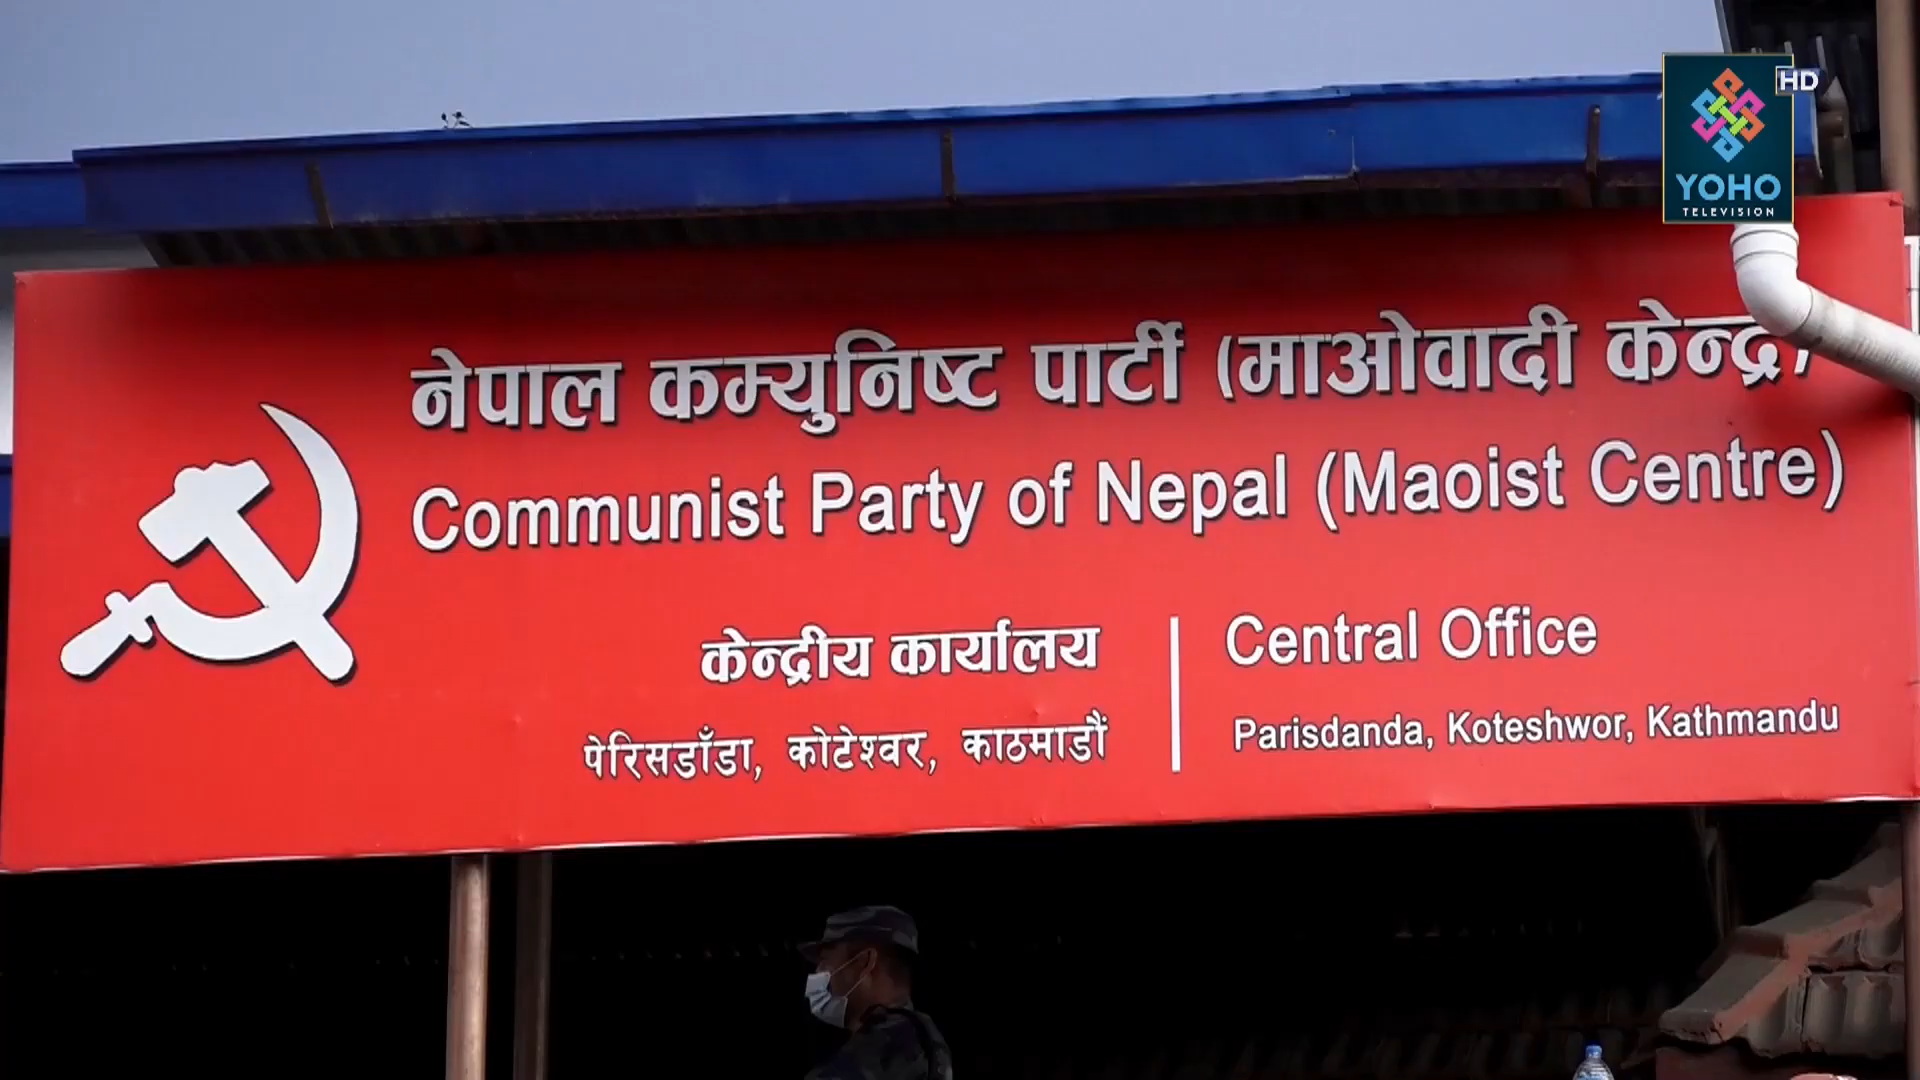 HD
YOHO
TELEVISION
नेपाल कम्युनिष्ट पार्टी (माओवादी केन्द्र)
Communist Party of Nepal (Maoist Centre)
केन्द्रीय कार्यालय
पेरिसडाँडा, कोटेश्वर, काठमाडौं
Central Office
Parisdanda, Koteshwor, Kathmandu